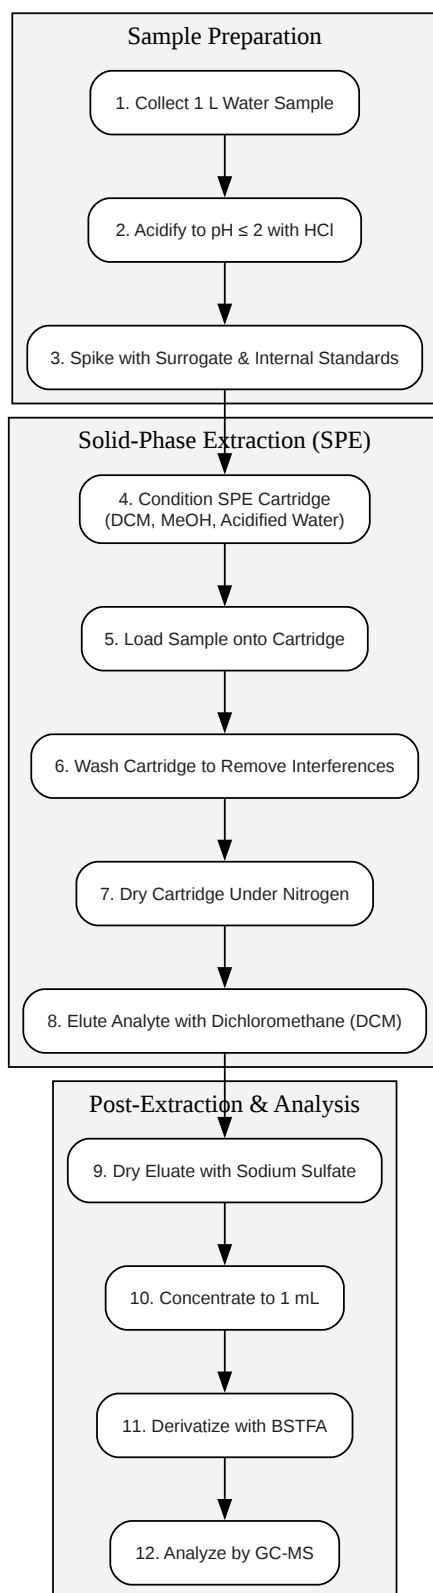 Sample Preparation
1. Collect 1 L Water Sample
2. Acidify to pH ≤ 2 with HCl
3. Spike with Surrogate & Internal Standards
Solid-Phase Extraction (SPE)
4. Condition SPE Cartridge
(DCM, MeOH, Acidified Water)
5. Load Sample onto Cartridge
6. Wash Cartridge to Remove Interferences
7. Dry Cartridge Under Nitrogen
8. Elute Analyte with Dichloromethane (DCM)
Post-Extraction & Analysis
9. Dry Eluate with Sodium Sulfate
10. Concentrate to 1 mL
11. Derivatize with BSTFA
12. Analyze by GC-MS